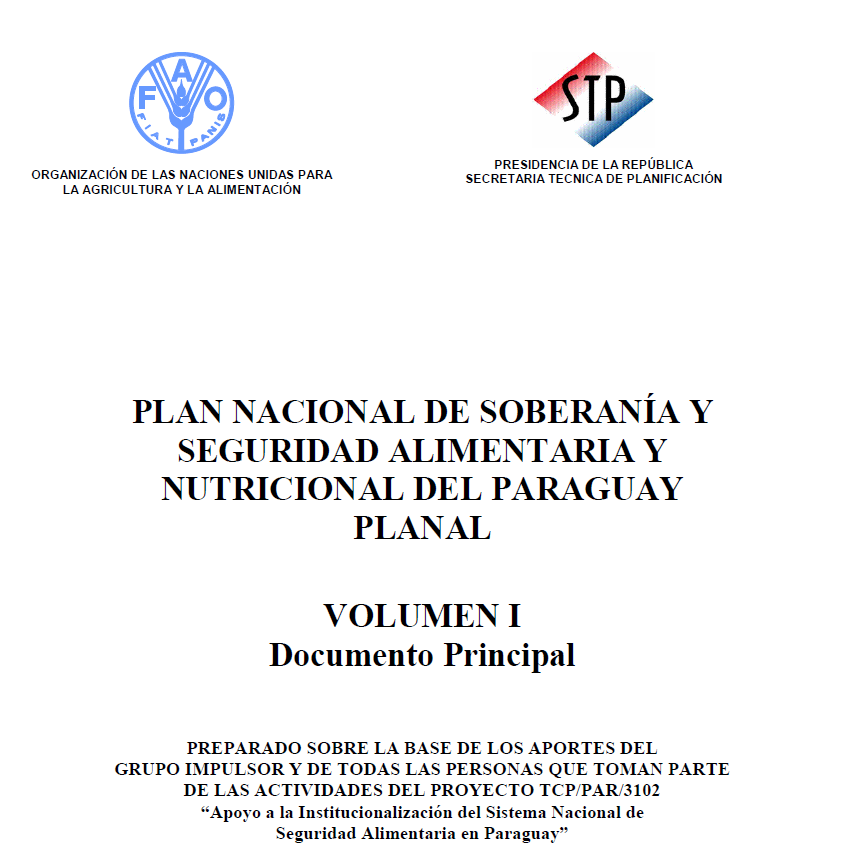 F A O
FIAT PANIS
ORGANIZACIÓN DE LAS NACIONES UNIDAS PARA
LA AGRICULTURA Y LA ALIMENTACIÓN
STP
PRESIDENCIA DE LA REPÚBLICA
SECRETARIA TECNICA DE PLANIFICACIÓN
PLAN NACIONAL DE SOBERANÍA Y
SEGURIDAD ALIMENTARIA Y
NUTRICIONAL DEL PARAGUAY
PLANAL
VOLUMEN I
Documento Principal
PREPARADO SOBRE LA BASE DE LOS APORTES DEL
GRUPO IMPULSOR Y DE TODAS LAS PERSONAS QUE TOMAN PARTE
DE LAS ACTIVIDADES DEL PROYECTO TCP/PAR/3102
“Apoyo a la Institucionalización del Sistema Nacional de
Seguridad Alimentaria en Paraguay”